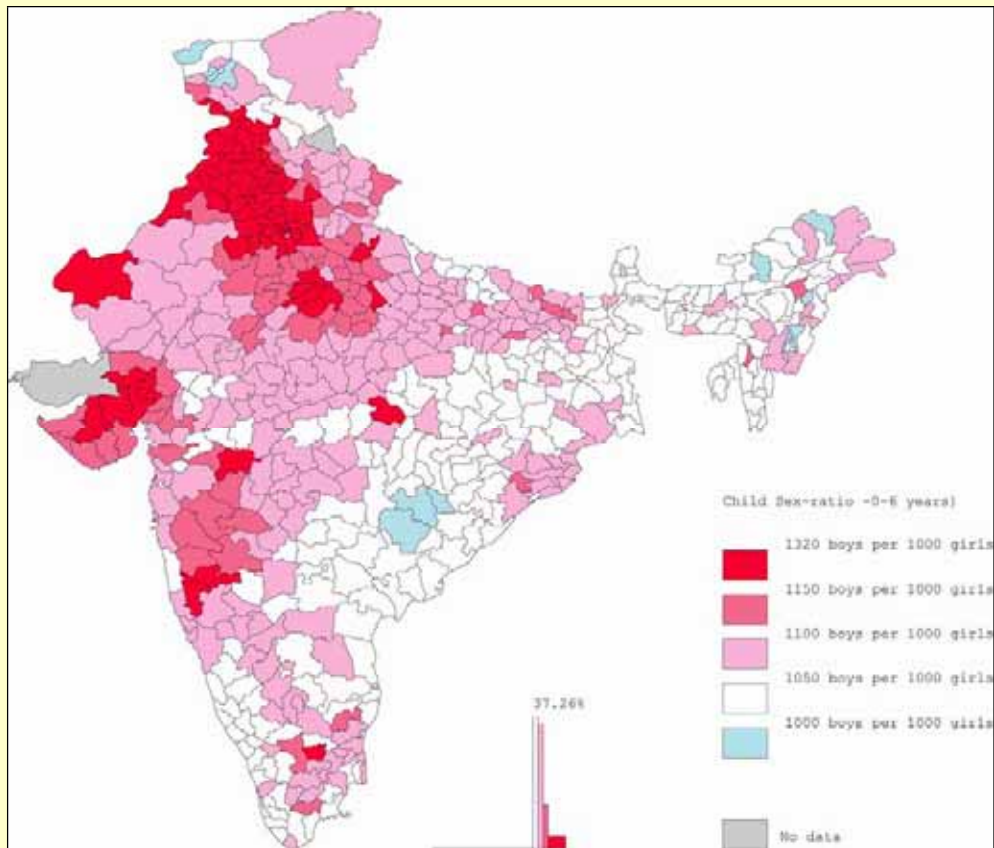 Child Sex-ratio -0-6 years)
1320 boys per 1000 girls
1150 boys per 1000 girls
1100 boys per 1000 girls
1050 boys per 1000 girls
1000 boys per 1000 girls
37.26%
No data